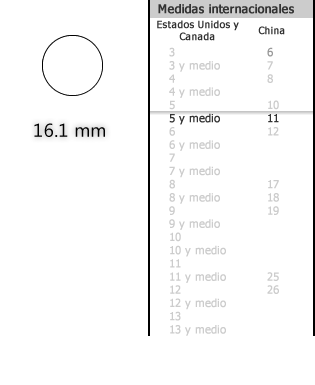 Medidas internacionales
Estados Unidos y
Canada
China
3 6
3 y medio 7
4 8
4 y medio
5 10
5 y medio 11
6 12
6 y medio
7
7 y medio
8 17
8 y medio 18
9 19
9 y medio
10
10 y medio
11
11 y medio 25
12 26
12 y medio
13
13 y medio
16.1 mm